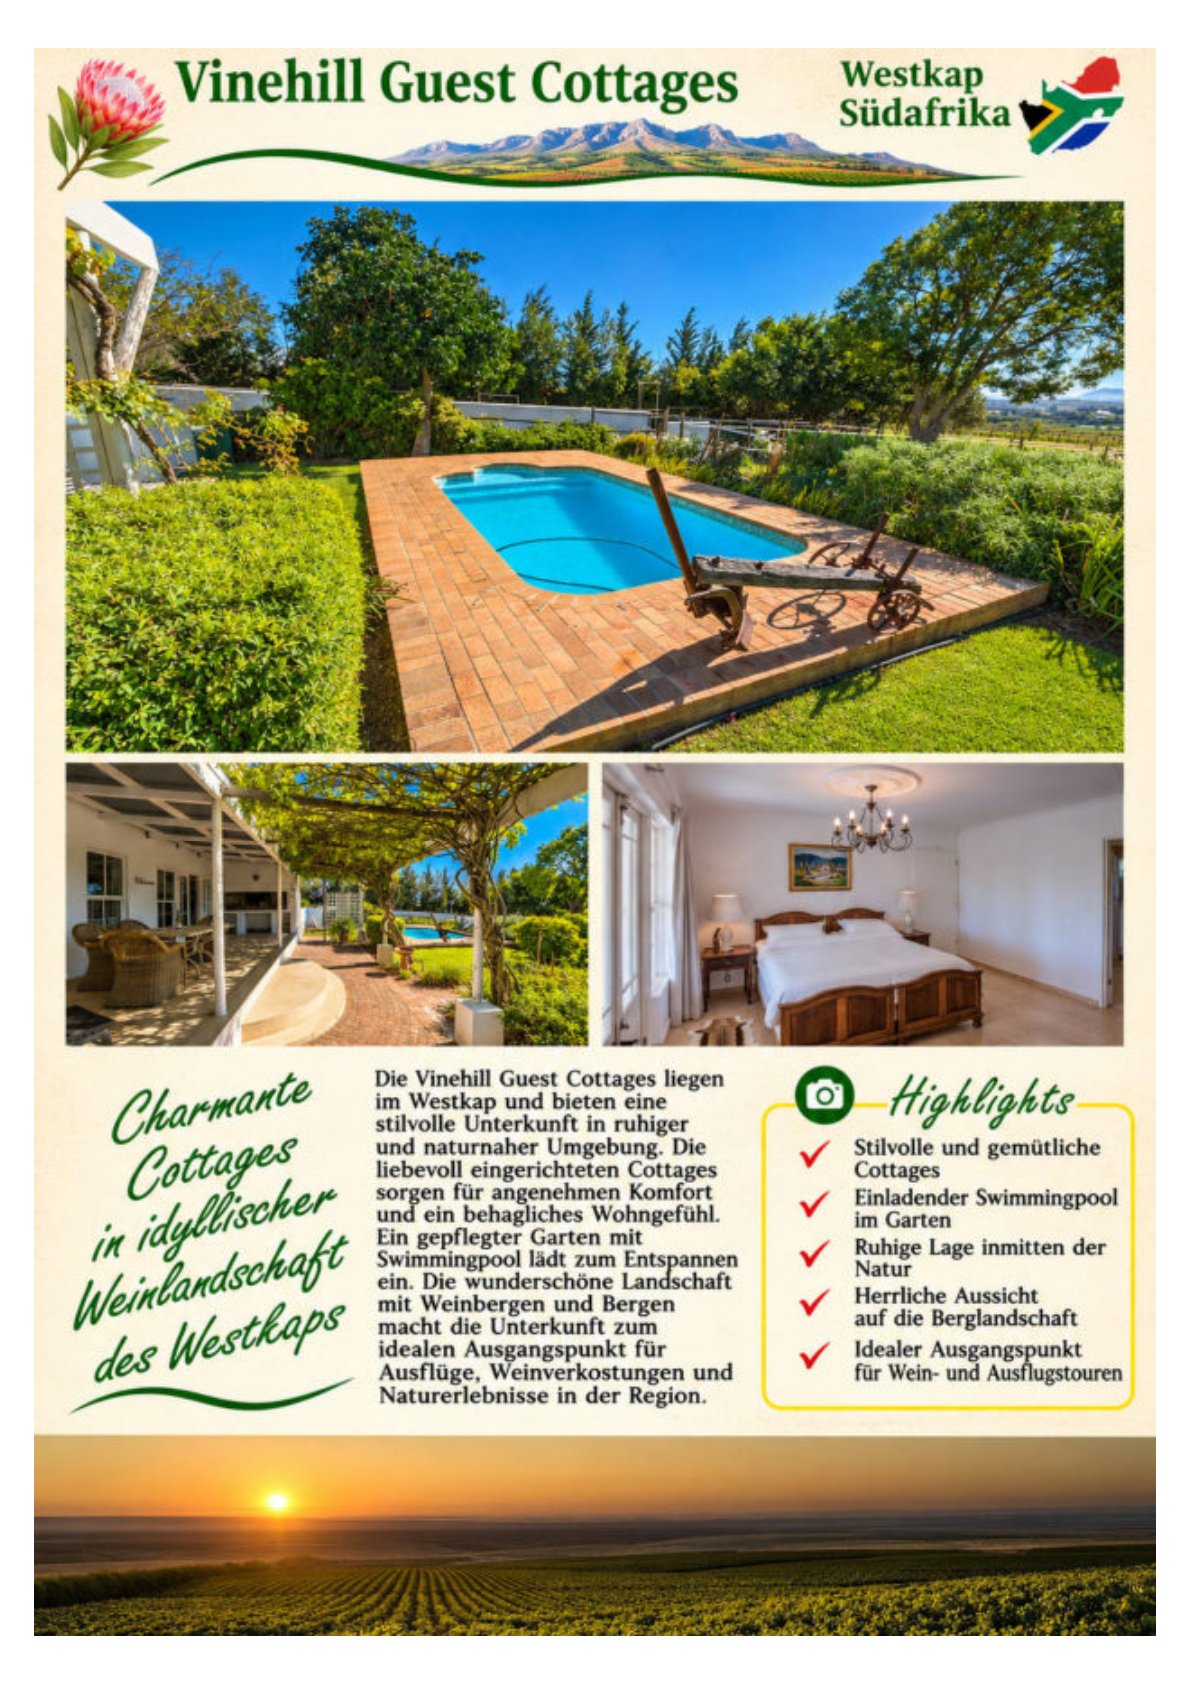 Vinehill Guest Cottages
Westkap
Südafrika
Charmante
Cottages
in idyllischer
Weinlandschaft
des Westkaps
Die Vinehill Guest Cottages liegen
im Westkap und bieten eine
stilvolle Unterkunft in ruhiger
und naturnaher Umgebung. Die
liebevoll eingerichteten Cottages
sorgen für angenehmen Komfort
und ein behagliches Wohngefühl.
Ein gepflegter Garten mit
Swimmingpool lädt zum Entspannen
ein. Die wunderschöne Landschaft
mit Weinbergen und Bergen
macht die Unterkunft zum
idealen Ausgangspunkt für
Ausflüge, Weinverkostungen und
Naturerlebnisse in der Region.
Highlights
Stilvolle und gemütliche
Cottages
Einladender Swimmingpool
im Garten
Ruhige Lage inmitten der
Natur
Herrliche Aussicht
auf die Berglandschaft
Idealer Ausgangspunkt
für Wein- und Ausflugstouren